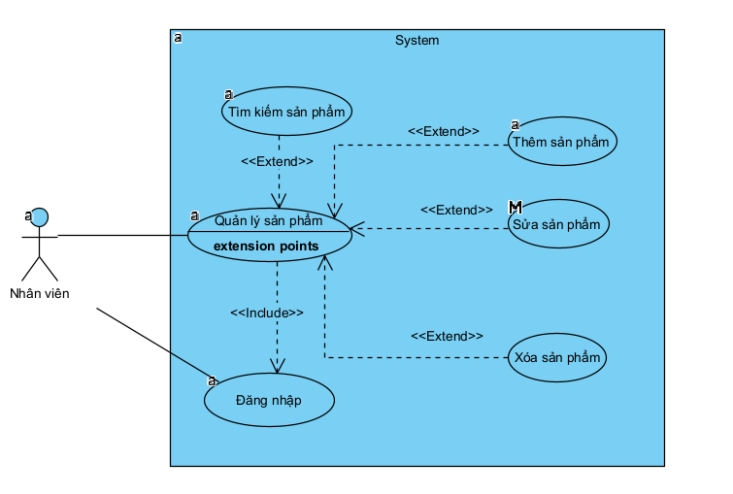 a
System
a
Tìm kiếm sản phẩm
<<Extend>>
a
Thêm sản phẩm
<<Extend>>
a
Quản lý sản phẩm
extension points
<<Extend>>
M
Sửa sản phẩm
a
Nhân viên
<<Include>>
<<Extend>>
Xóa sản phẩm
a
Đăng nhập